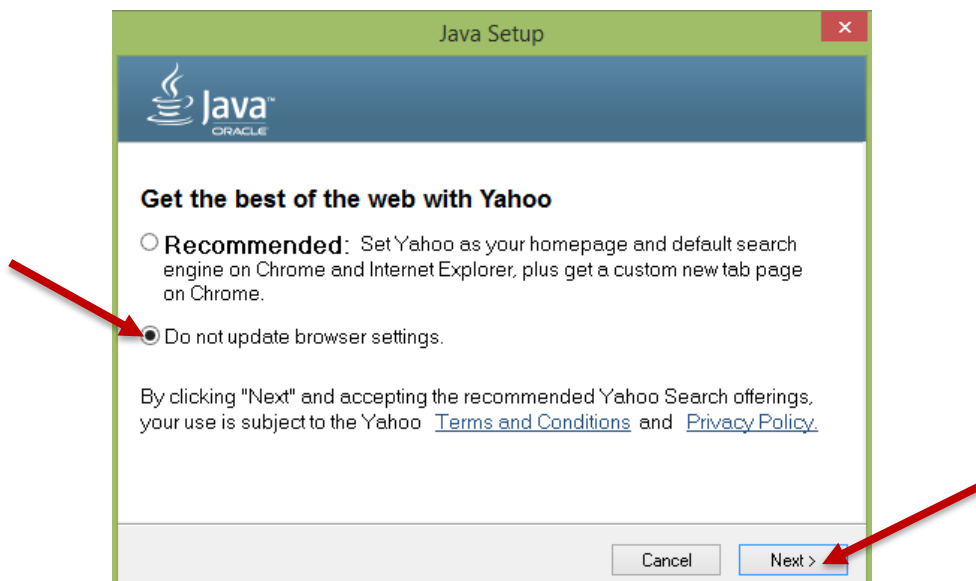 Java Setup
Java™
ORACLE
Get the best of the web with Yahoo
Recommended: Set Yahoo as your homepage and default search
engine on Chrome and Internet Explorer, plus get a custom new tab page
on Chrome.
Do not update browser settings.
By clicking "Next" and accepting the recommended Yahoo Search offerings,
your use is subject to the Yahoo Terms and Conditions and Privacy Policy.
Cancel Next >